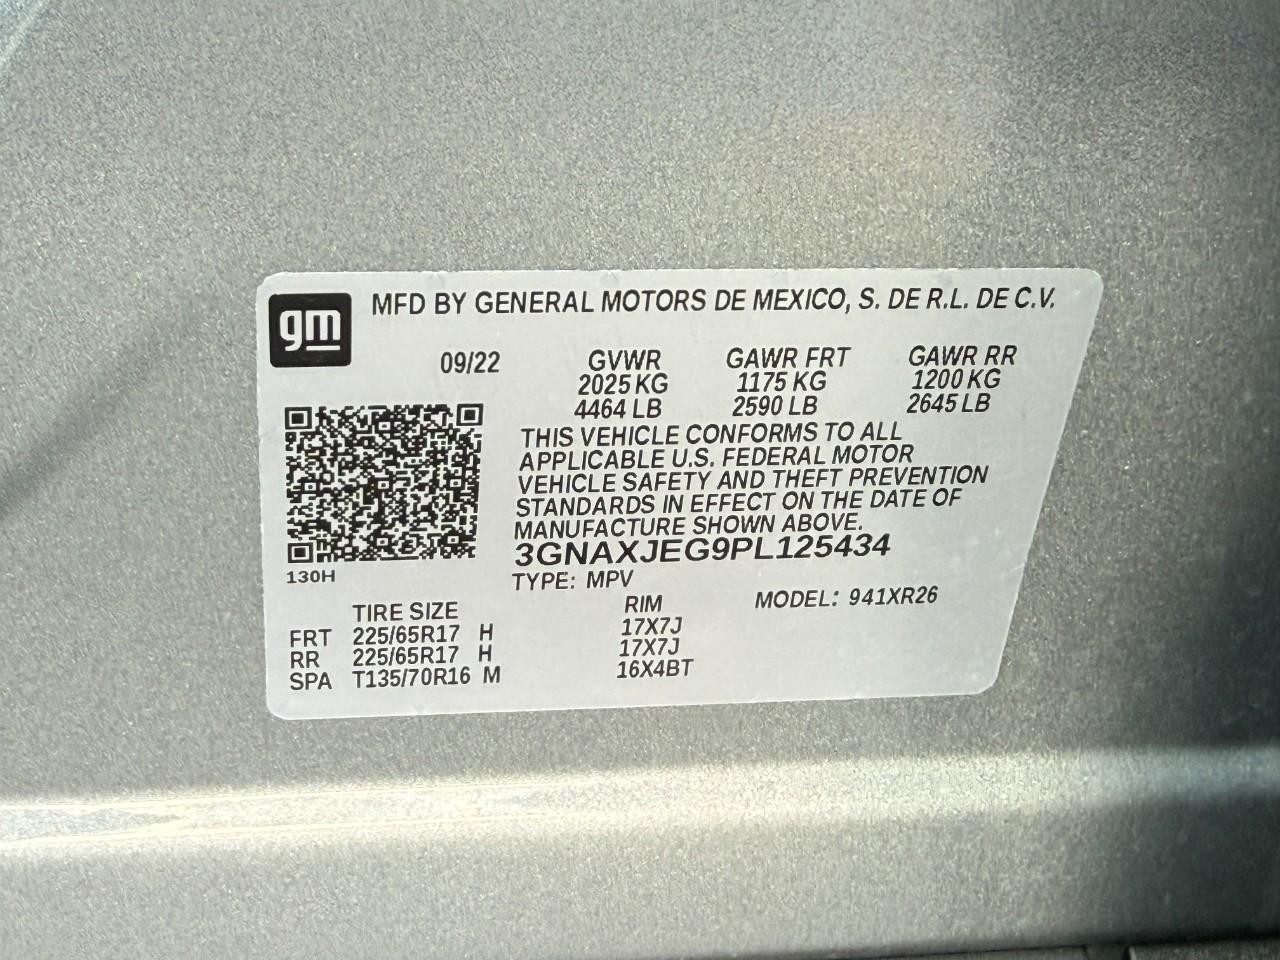 gm
MFD BY GENERAL MOTORS DE MEXICO, S. DE R.L. DE C.V.
09/22 GVWR GAWR FRT GAWR RR
2025 KG 1175 KG 1200 KG
4464 LB 2590 LB 2645 LB
THIS VEHICLE CONFORMS TO ALL
APPLICABLE U.S. FEDERAL MOTOR
VEHICLE SAFETY AND THEFT PREVENTION
STANDARDS IN EFFECT ON THE DATE OF
MANUFACTURE SHOWN ABOVE.
3GNAXJEG9PL125434
130H
TYPE: MPV MODEL: 941XR26
TIRE SIZE RIM
FRT 225/65R17 H 17X7J
RR 225/65R17 H 17X7J
SPA T135/70R16 M 16X4BT